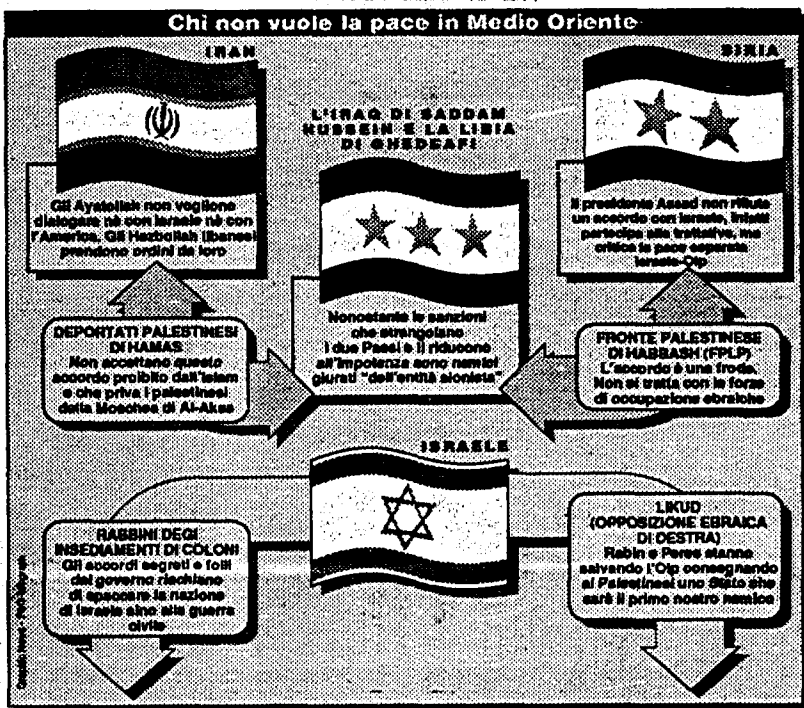 Chi non vuole la pace in Medio Oriente
IRAN
Gli Ayatollah non vogliono
dialogare nè con Israele nè con
l'America. Gli Hezbollah libanesi
prendono ordini da loro
L'IRAQ DI SADDAM
HUSSEIN E LA LIBIA
DI GHEDDAFI
Nonostante le sanzioni
che strangolano
i due Paesi e li riducono
all'impotenza sono nemici
giurati "dell'entità sionista"
SIRIA
Il presidente Assad non rifiuta
un accordo con Israele, infatti
partecipa alle trattative, ma
critica la pace separata
Israele-Olp
DEPORTATI PALESTINESI
DI HAMAS
Non accettano questo
accordo proibito dall'Islam
e che priva i palestinesi
della Moschea di Al-Aksa
FRONTE PALESTINESE
DI HABBASH (FPLP)
L'accordo è una frode.
Non si tratta con le forze
di occupazione ebraiche
ISRAELE
RABBINI DEGI
INSEDIAMENTI DI COLONI
Gli accordi segreti e folli
del governo rischiano
di spaccare la nazione
di Israele sino alla guerra
civile
LIKUD
(OPPOSIZIONE EBRAICA
DI DESTRA)
Rabin e Peres stanno
salvando l'Olp consegnando
ai Palestinesi uno Stato che
sarà il primo nostro nemico